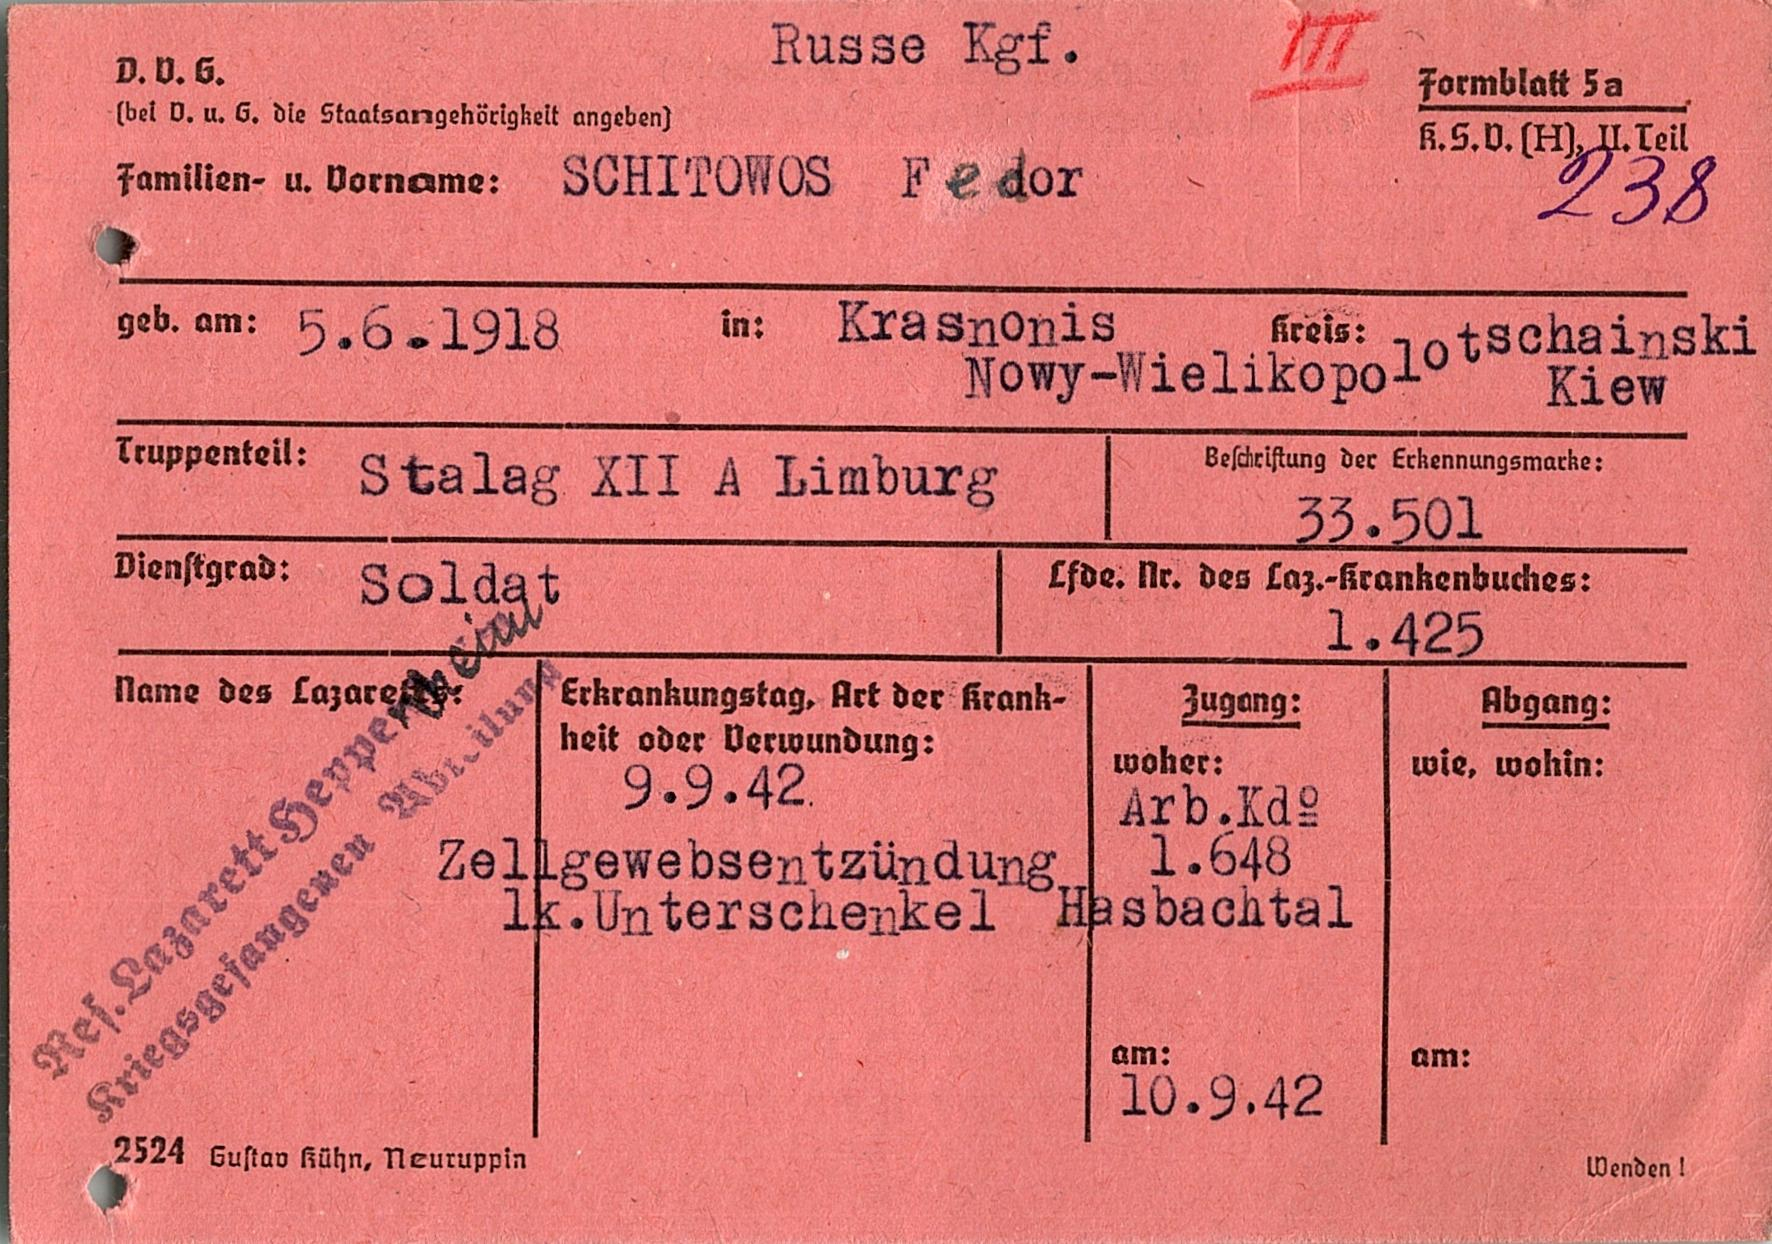 Russe Kgf.
III
D. V. G.
(bei D. u. G. die Staatsangehörigkeit angeben)
Formblatt 5a
K.S.D. (H), II. Teil
238
Familien- u. Vorname: SCHITOWOS Fedor
geb. am: 5.6.1918 in: Krasnonis Kreis:
Nowy-Wielikopolotschainski
Kiew
Truppenteil: Stalag XII A Limburg
Beschriftung der Erkennungsmarke:
33.501
Dienstgrad: Soldat
Lfde. Nr. des Laz.-Krankenbuches:
1.425
Name des Lazaretts:
Res. Lazarett Heppenheim
Kriegsgefangenen Abteilung
Erkrankungstag, Art der Krank-
heit oder Verwundung:
9.9.42.
Zellgewebsentzündung
lk.Unterschenkel
Zugang:
woher:
Arb.Kdº
1.648
Hasbachtal
am:
10.9.42
Abgang:
wie, wohin:
am:
2524 Gustav Kühn, Neuruppin
Wenden!